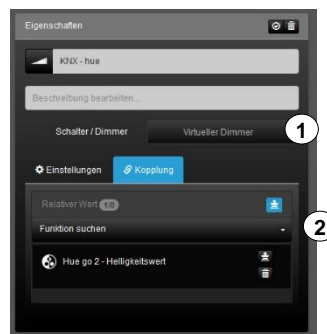 Eigenschaften
KNX - hue
Beschreibung bearbeiten...
Schalter / Dimmer Virtueller Dimmer 1
Einstellungen Kopplung
Relativer Wert 1/8
Funktion suchen 2
Hue go 2 - Helligkeitswert